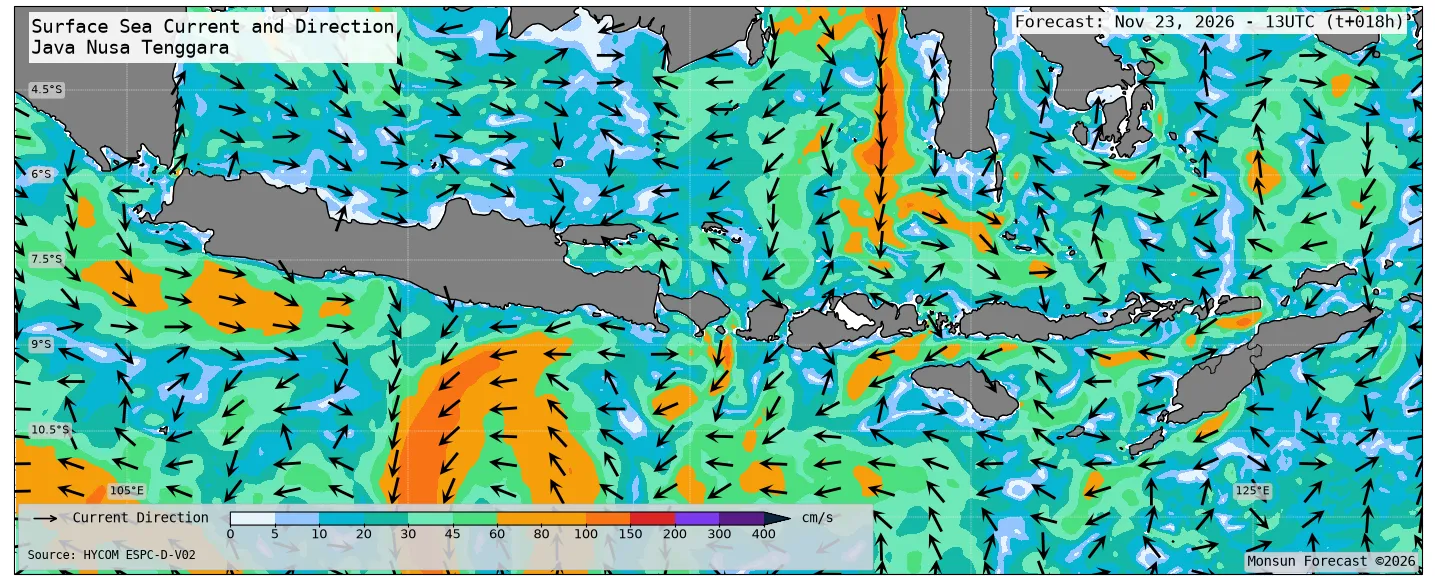 Surface Sea Current and Direction
Java Nusa Tenggara
Forecast: Nov 23, 2026 - 13UTC (t+018h)
4.5°S
6°S
7.5°S
9°S
10.5°S
105°E
125°E
Current Direction
0 5 10 20 30 45 60 80 100 150 200 300 400 cm/s
Source: HYCOM ESPC-D-V02
Monsun Forecast ©2026